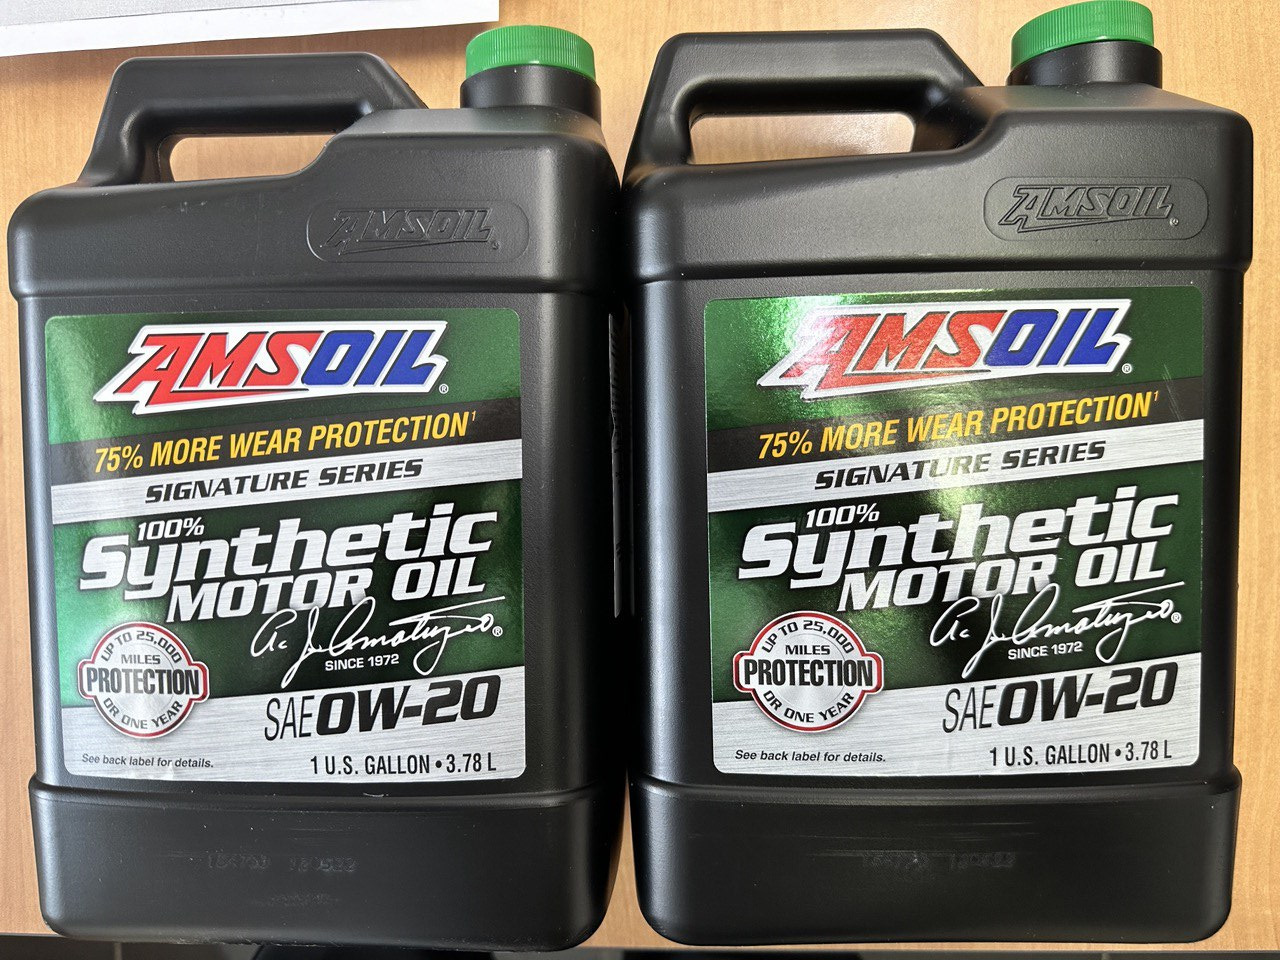 AMSOIL
AMSOIL®
75% MORE WEAR PROTECTION¹
SIGNATURE SERIES
100%
Synthetic
MOTOR OIL
A.J. Amatuzio®
SINCE 1972
UP TO 25,000
MILES
PROTECTION
OR ONE YEAR
SAE 0W-20
See back label for details.
1 U.S. GALLON • 3.78 L
AMSOIL®
AMSOIL®
75% MORE WEAR PROTECTION¹
SIGNATURE SERIES
100%
Synthetic
MOTOR OIL
A.J. Amatuzio®
SINCE 1972
UP TO 25,000
MILES
PROTECTION
OR ONE YEAR
SAE 0W-20
See back label for details.
1 U.S. GALLON • 3.78 L